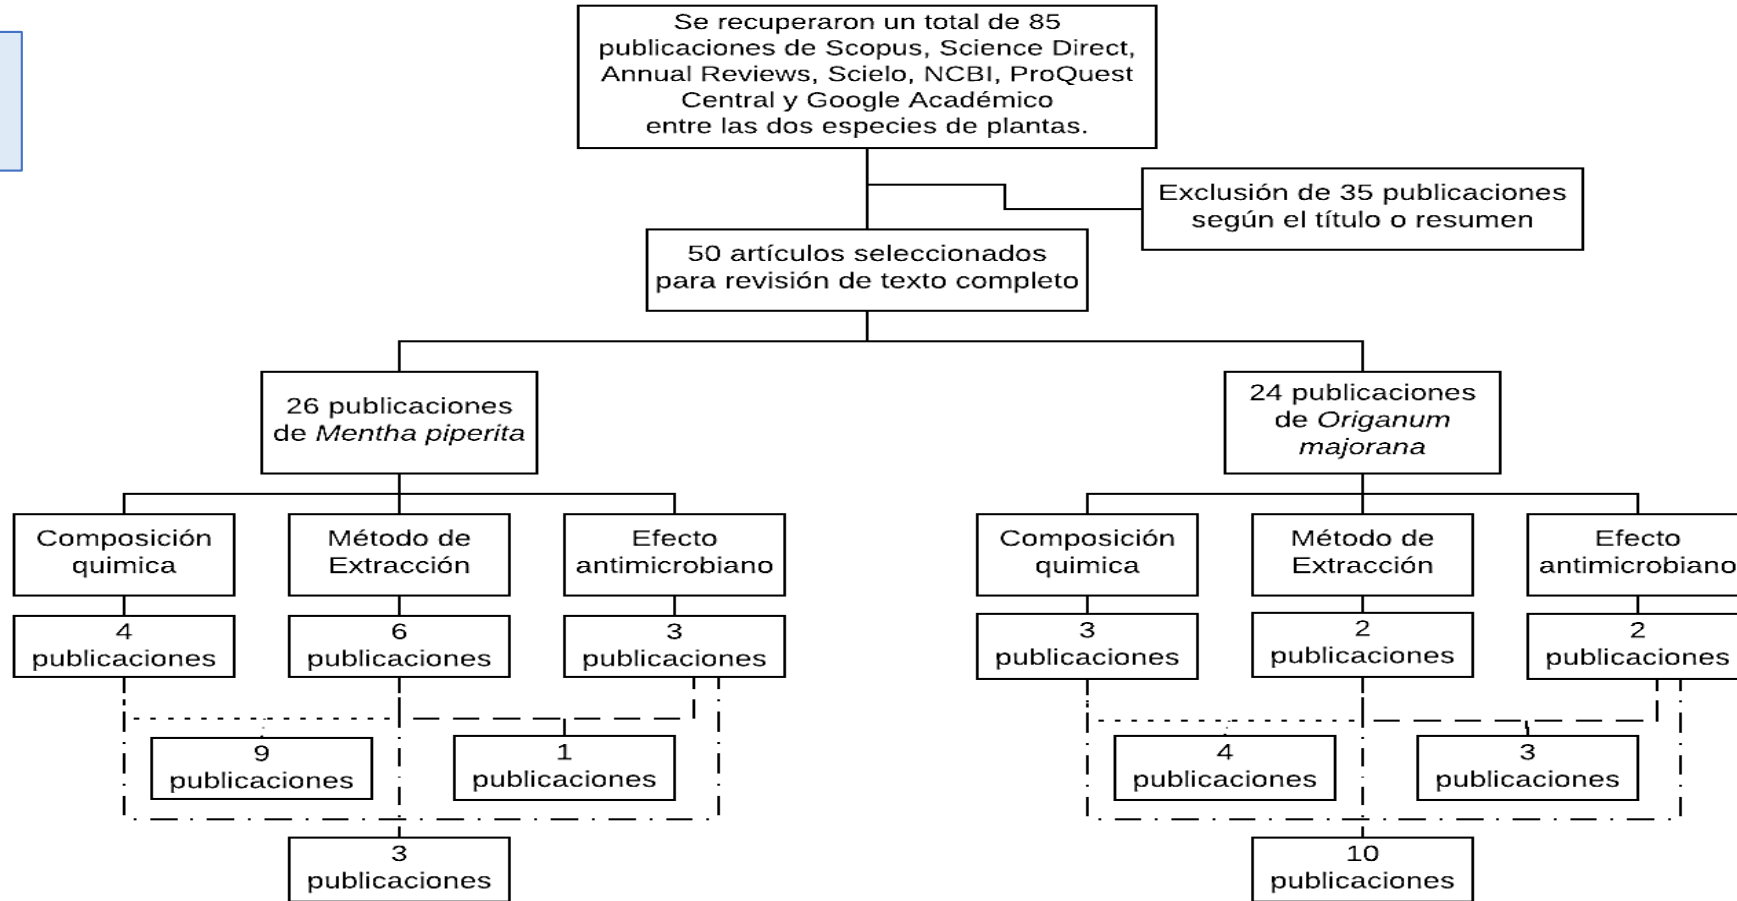 Se recuperaron un total de 85
publicaciones de Scopus, Science Direct,
Annual Reviews, Scielo, NCBI, ProQuest
Central y Google Académico
entre las dos especies de plantas.
Exclusión de 35 publicaciones
según el título o resumen
50 artículos seleccionados
para revisión de texto completo
26 publicaciones
de Mentha piperita
24 publicaciones
de Origanum
majorana
Composición
quimica
Método de
Extracción
Efecto
antimicrobiano
Composición
quimica
Método de
Extracción
Efecto
antimicrobiano
4
publicaciones
6
publicaciones
3
publicaciones
3
publicaciones
2
publicaciones
2
publicaciones
9
publicaciones
1
publicaciones
4
publicaciones
3
publicaciones
3
publicaciones
10
publicaciones